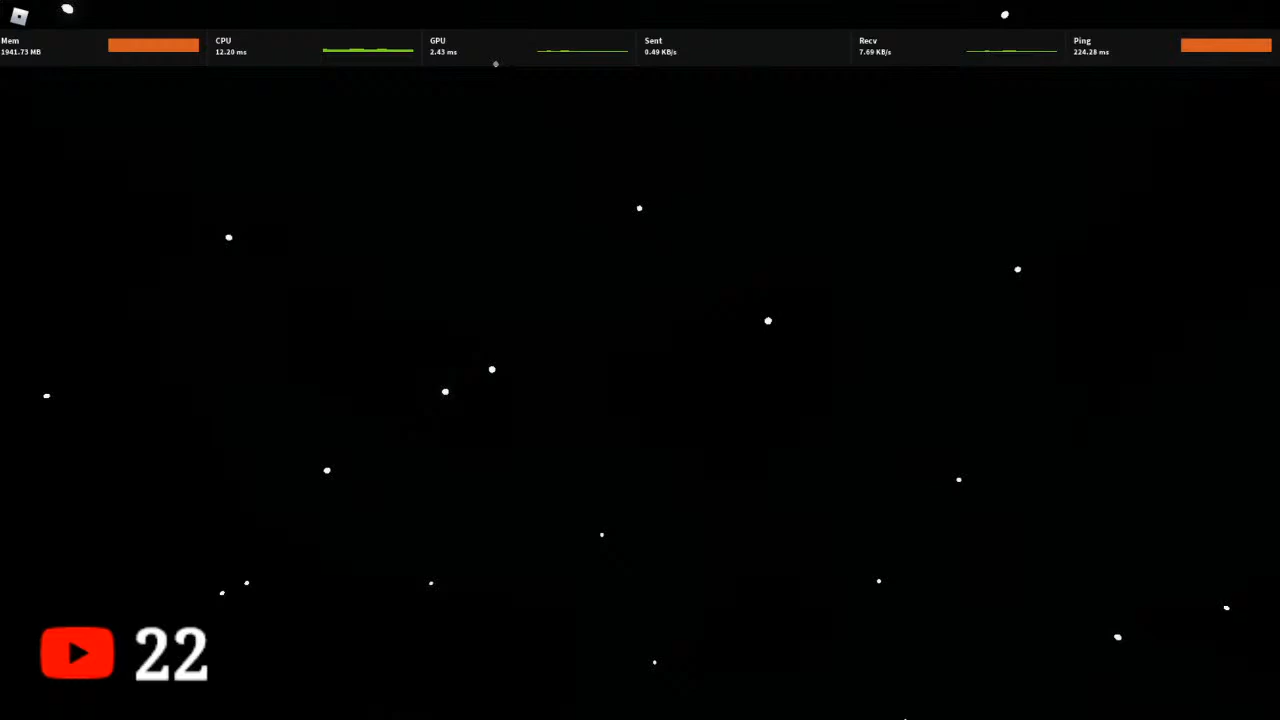 Mem
1941.73 MB
CPU
12.20 ms
GPU
2.43 ms
Sent
0.49 KB/s
Recv
7.69 KB/s
Ping
224.28 ms
22